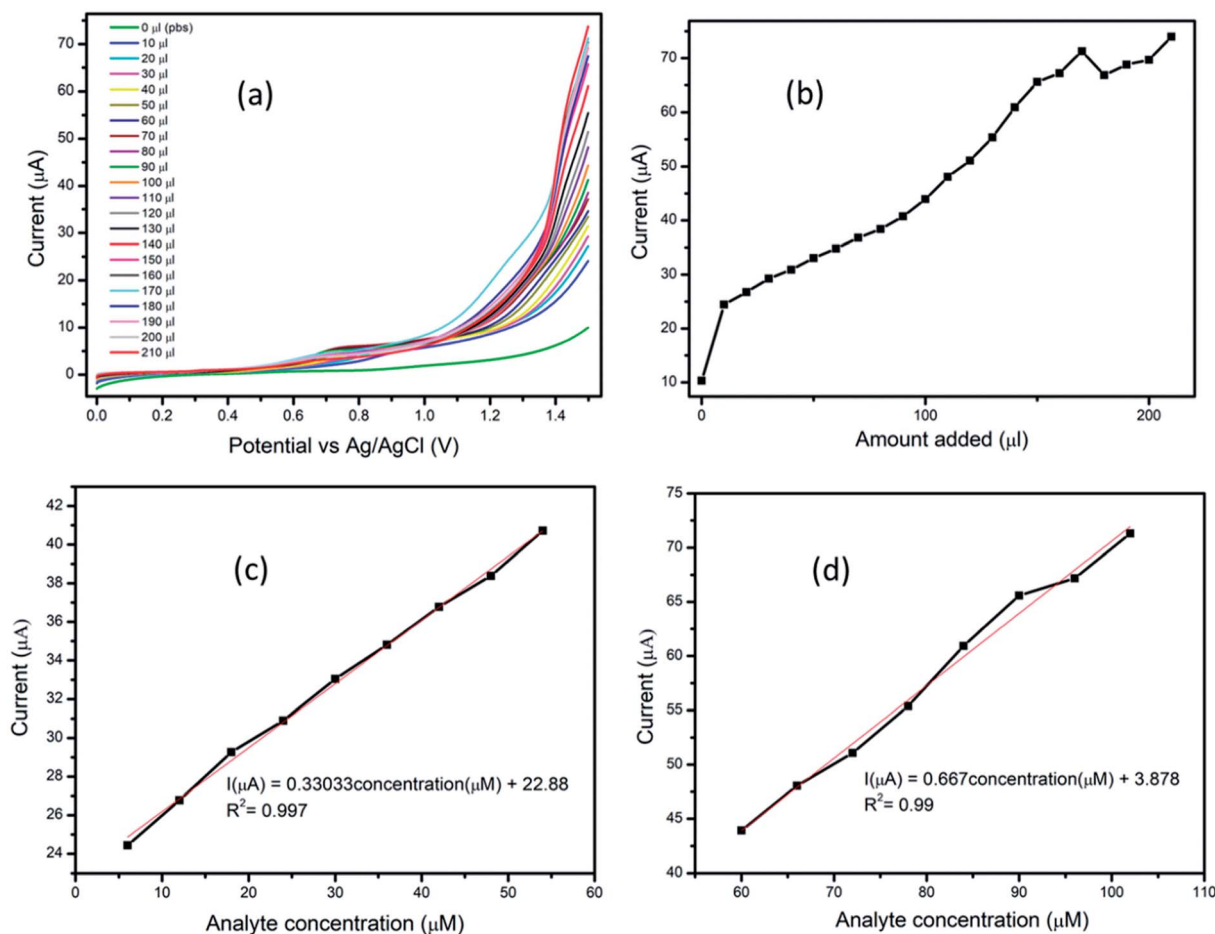 0 μl (pbs)
10 μl
20 μl
30 μl
40 μl
50 μl
60 μl
70 μl
80 μl
90 μl
100 μl
110 μl
120 μl
130 μl
140 μl
150 μl
160 μl
170 μl
180 μl
190 μl
200 μl
210 μl
(a)
70
60
50
40
30
20
10
0
Current (μA)
0.0 0.2 0.4 0.6 0.8 1.0 1.2 1.4
Potential vs Ag/AgCl (V)
(b)
70
60
50
40
30
20
10
Current (μA)
0 100 200
Amount added (μl)
(c)
42
40
38
36
34
32
30
28
26
24
Current (μA)
I(μA) = 0.33033concentration(μM) + 22.88
R²= 0.997
0 10 20 30 40 50 60
Analyte concentration (μM)
(d)
75
70
65
60
55
50
45
40
Current (μA)
I(μA) = 0.667concentration(μM) + 3.878
R²= 0.99
60 70 80 90 100 110
Analyte concentration (μM)